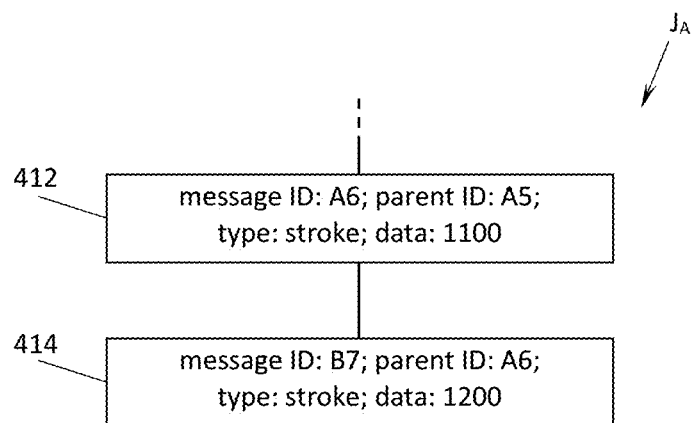 J_A
412
message ID: A6; parent ID: A5;
type: stroke; data: 1100
414
message ID: B7; parent ID: A6;
type: stroke; data: 1200